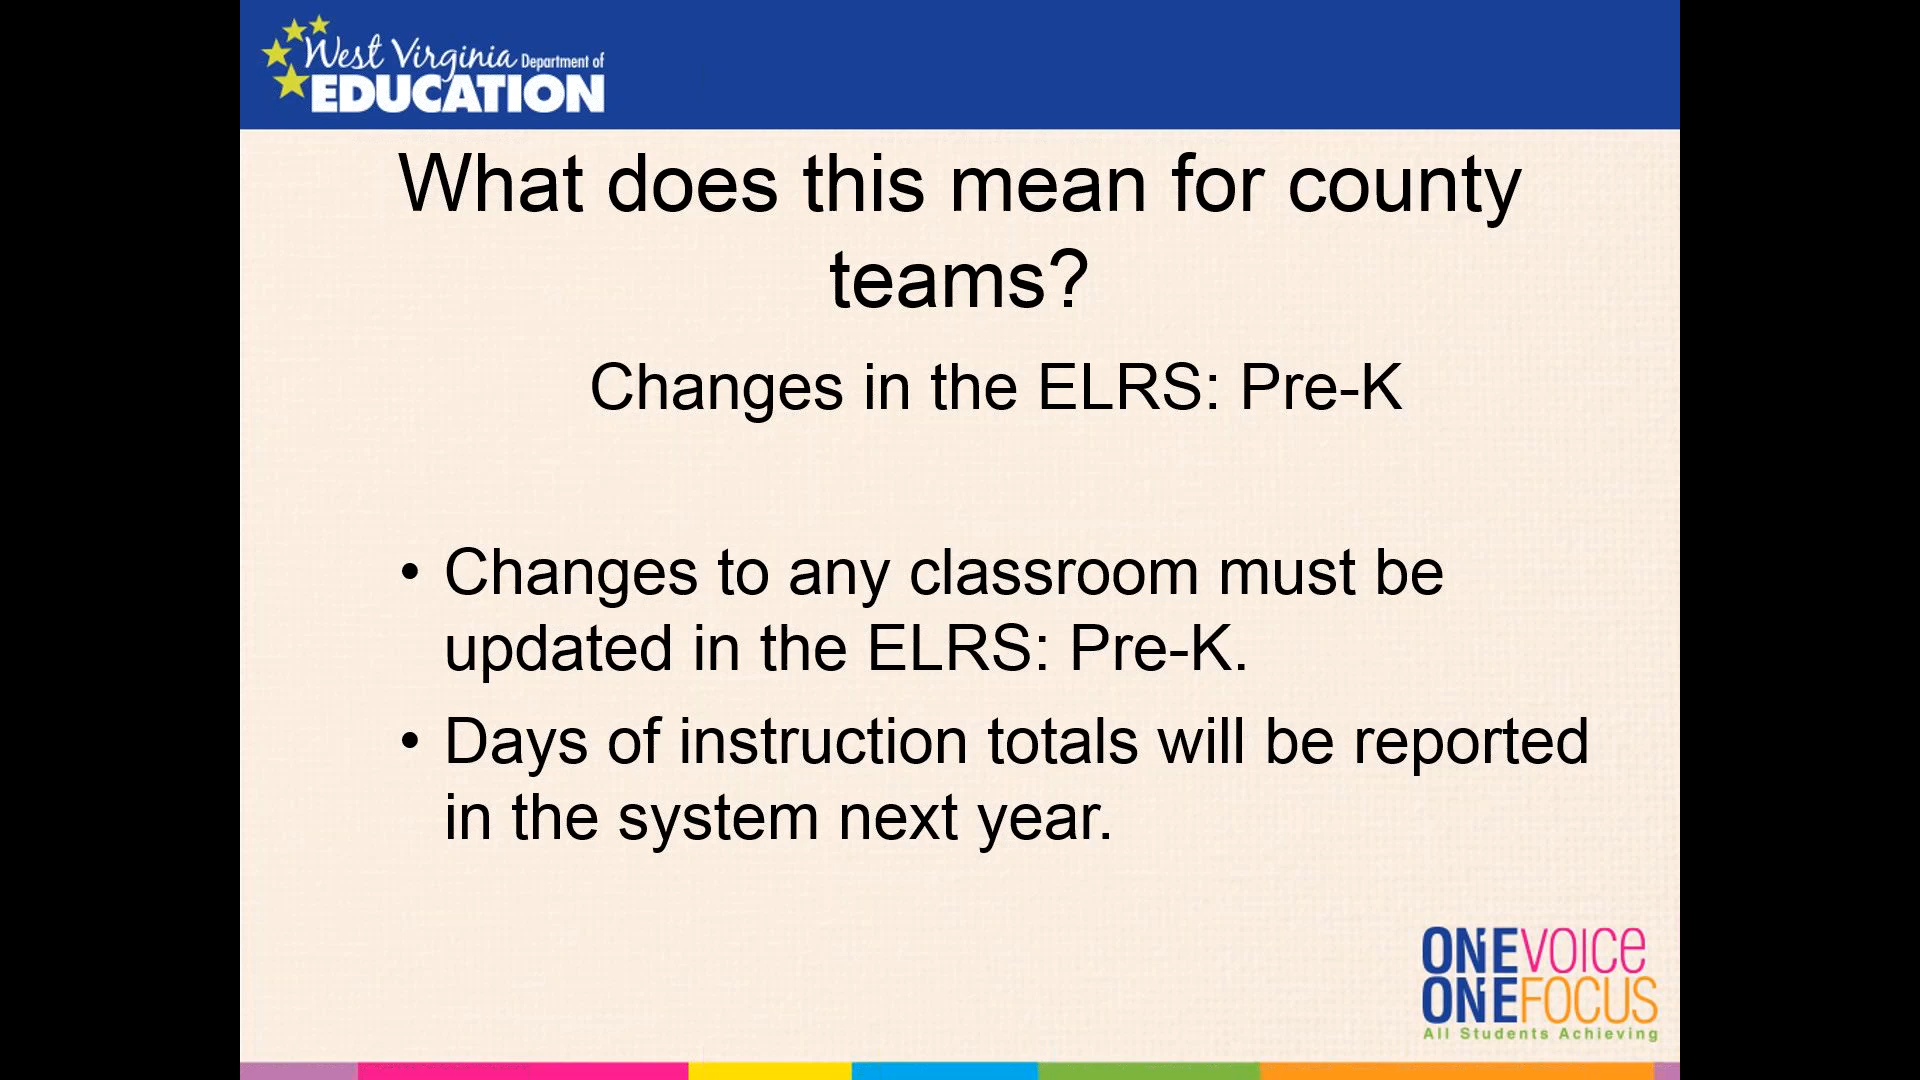 West Virginia Department of
EDUCATION
What does this mean for county
teams?
Changes in the ELRS: Pre-K
• Changes to any classroom must be
updated in the ELRS: Pre-K.
• Days of instruction totals will be reported
in the system next year.
ONEVOICe
ONEFOCUS
All Students Achieving